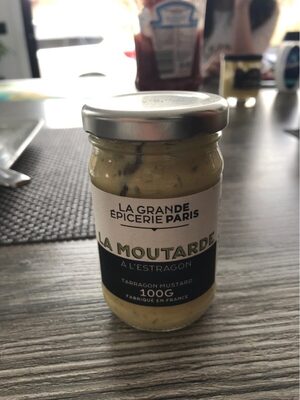 LA GRANDE
EPICERIE PARIS
LA MOUTARDE
À L'ESTRAGON
TARRAGON MUSTARD
100G
FABRIQUÉ EN FRANCE